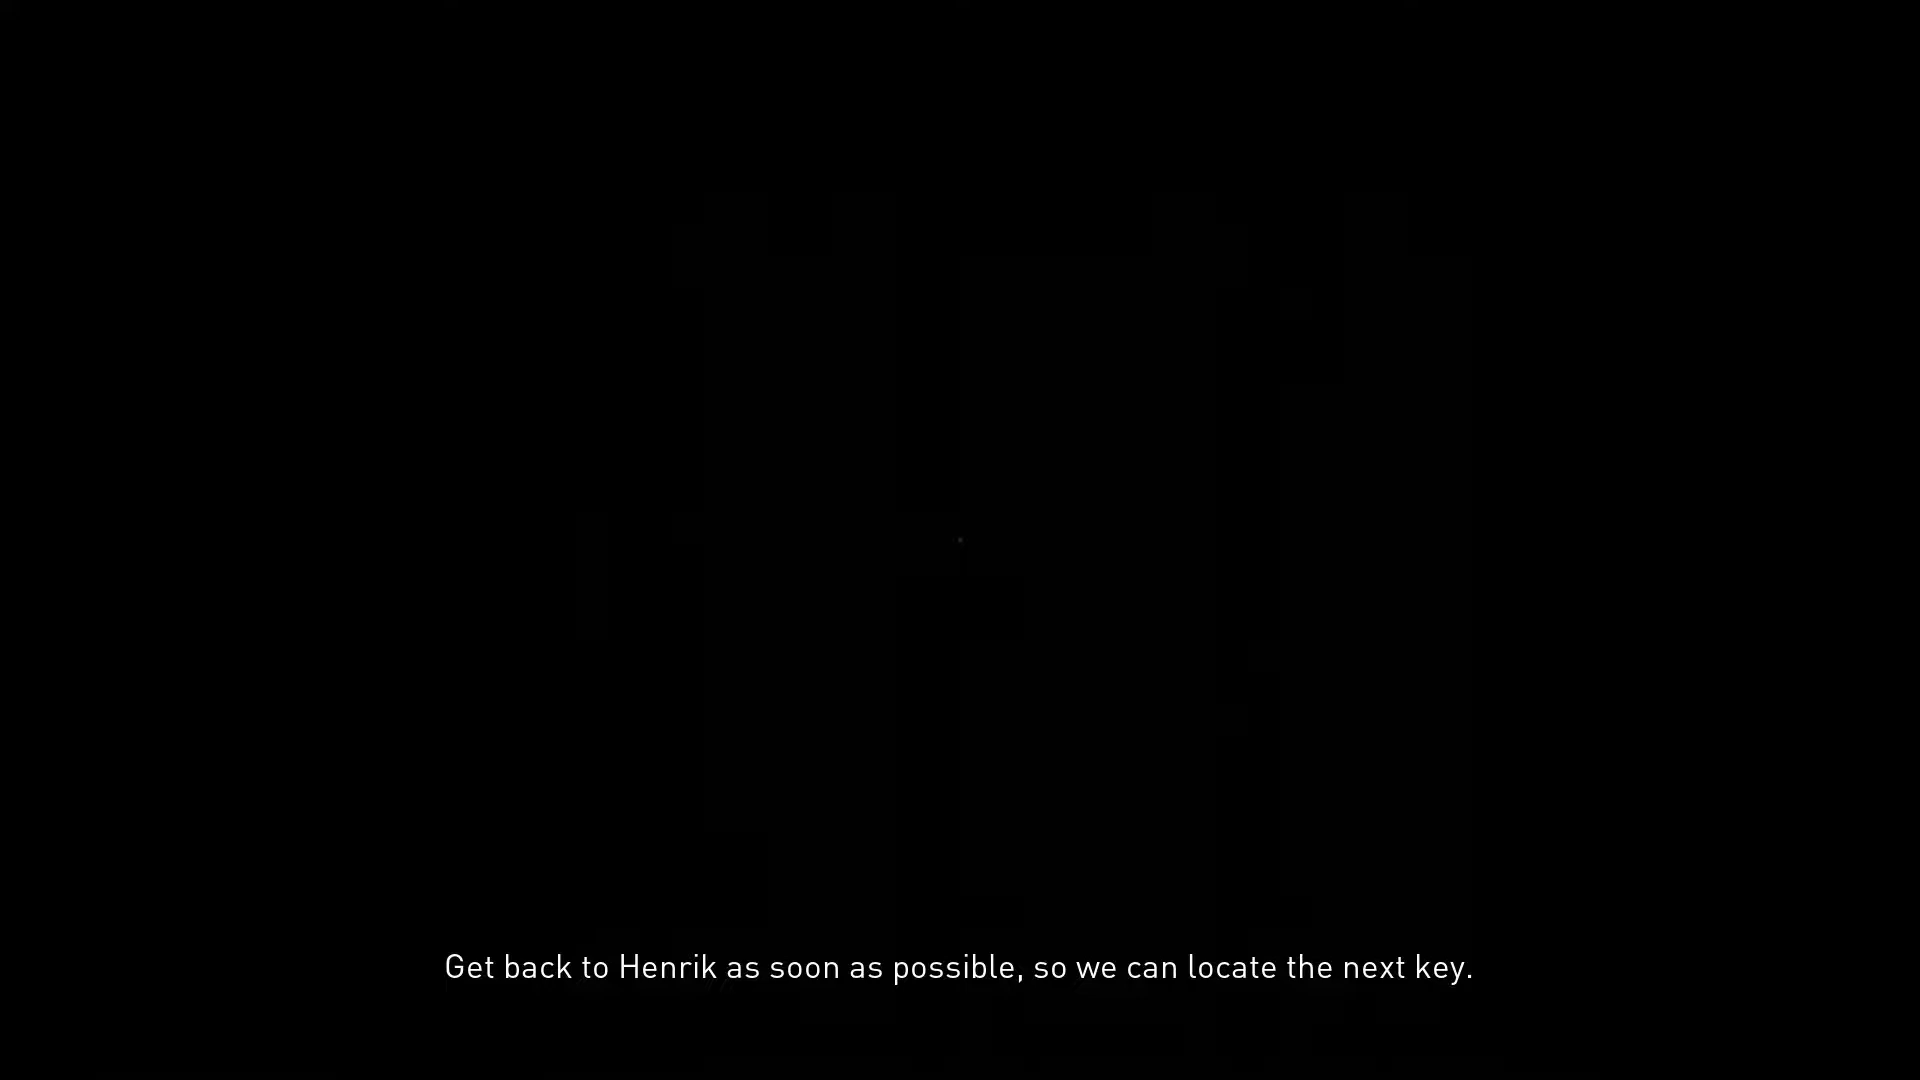 Get back to Henrik as soon as possible, so we can locate the next key.